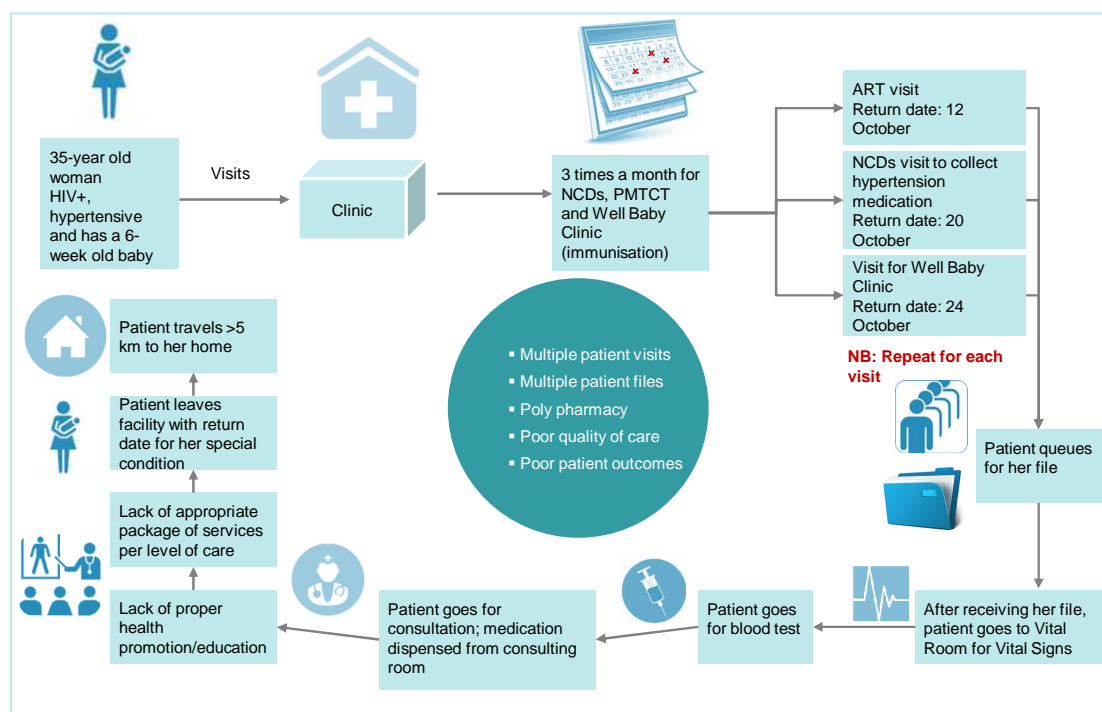 35-year old
woman
HIV+,
hypertensive
and has a 6-
week old baby
Visits
Clinic
3 times a month for
NCDs, PMTCT
and Well Baby
Clinic
(immunisation)
ART visit
Return date: 12
October
NCDs visit to collect
hypertension
medication
Return date: 20
October
Visit for Well Baby
Clinic
Return date: 24
October
NB: Repeat for each
visit
Patient queues
for her file
After receiving her file,
patient goes to Vital
Room for Vital Signs
Patient goes
for blood test
Patient goes for
consultation; medication
dispensed from consulting
room
Lack of proper
health
promotion/education
Lack of appropriate
package of services
per level of care
Patient leaves
facility with return
date for her special
condition
Patient travels >5
km to her home
▪ Multiple patient visits
▪ Multiple patient files
▪ Poly pharmacy
▪ Poor quality of care
▪ Poor patient outcomes